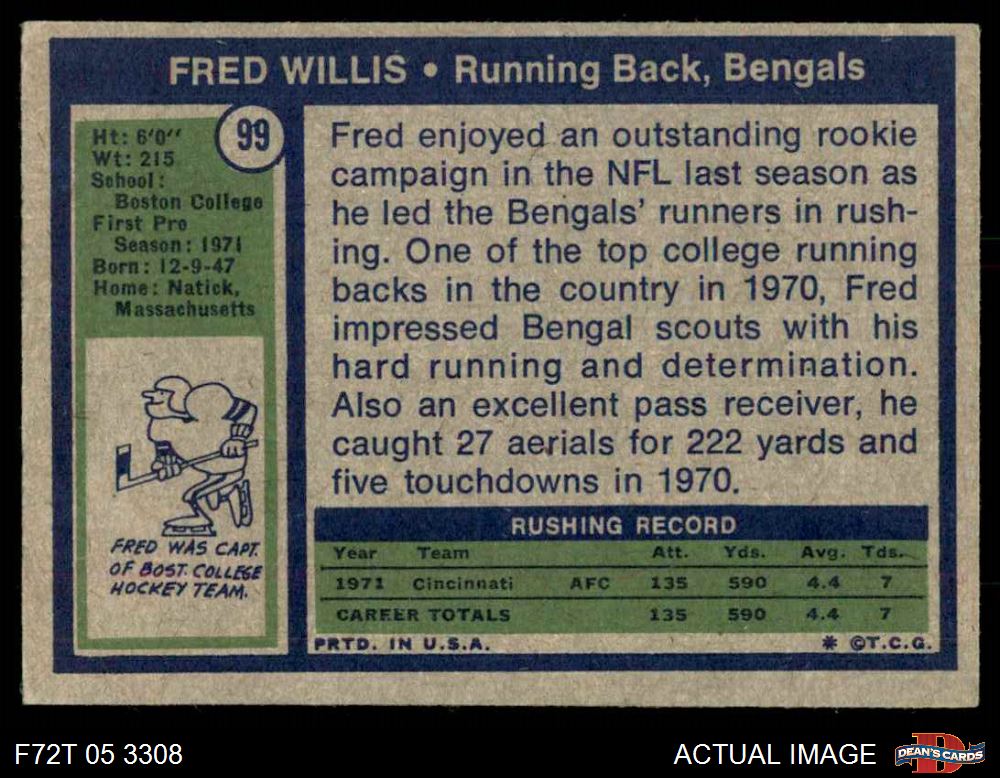 FRED WILLIS • Running Back, Bengals
99
Ht: 6'0''
Wt: 215
School:
Boston College
First Pro
Season: 1971
Born: 12-9-47
Home: Natick,
Massachusetts
FRED WAS CAPT.
OF BOST. COLLEGE
HOCKEY TEAM.
Fred enjoyed an outstanding rookie
campaign in the NFL last season as
he led the Bengals' runners in rush-
ing. One of the top college running
backs in the country in 1970, Fred
impressed Bengal scouts with his
hard running and determination.
Also an excellent pass receiver, he
caught 27 aerials for 222 yards and
five touchdowns in 1970.
RUSHING RECORD
Year Team Att. Yds. Avg. Tds.
1971 Cincinnati AFC 135 590 4.4 7
CAREER TOTALS 135 590 4.4 7
PRTD. IN U.S.A. * ©T.C.G.
F72T 05 3308 ACTUAL IMAGE D DEAN'S CARDS